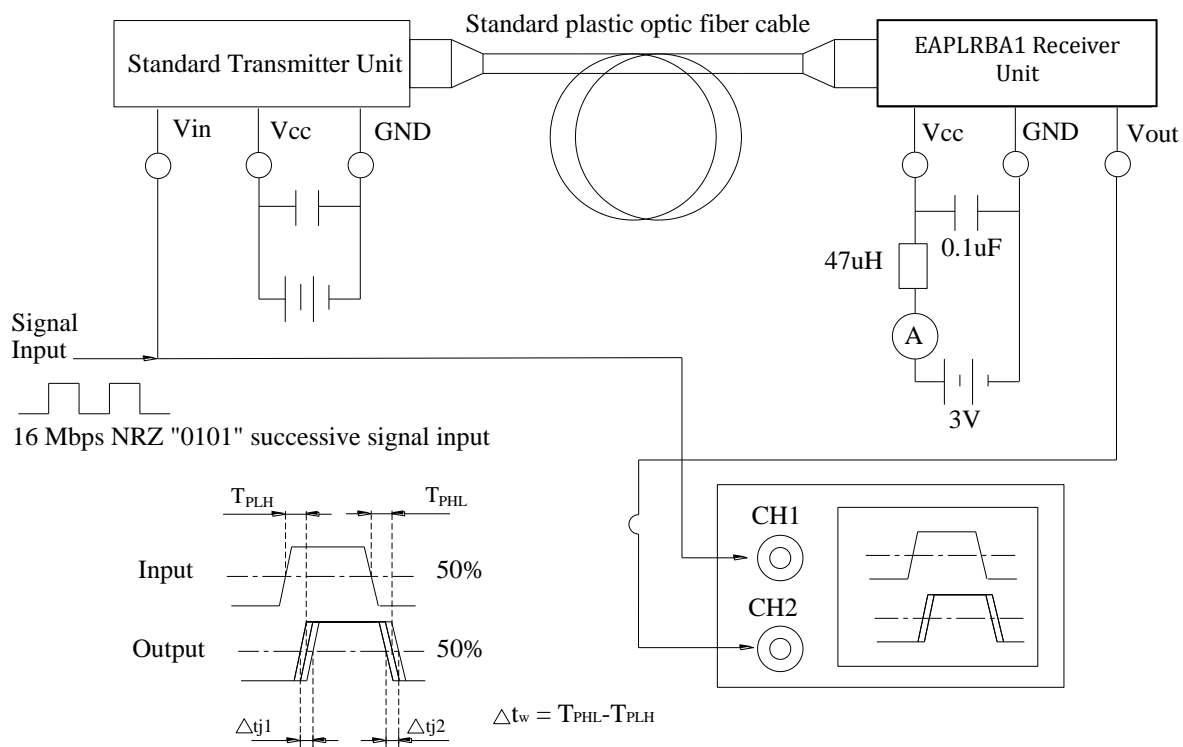 Standard plastic optic fiber cable
Standard Transmitter Unit
EAPLRBA1 Receiver
Unit
Vin
Vcc
GND
Vcc
GND
Vout
0.1uF
47uH
A
3V
Signal
Input
16 Mbps NRZ "0101" successive signal input
TPLH
TPHL
Input
50%
Output
50%
△tj1
△tj2
△tw = TPHL-TPLH
CH1
CH2